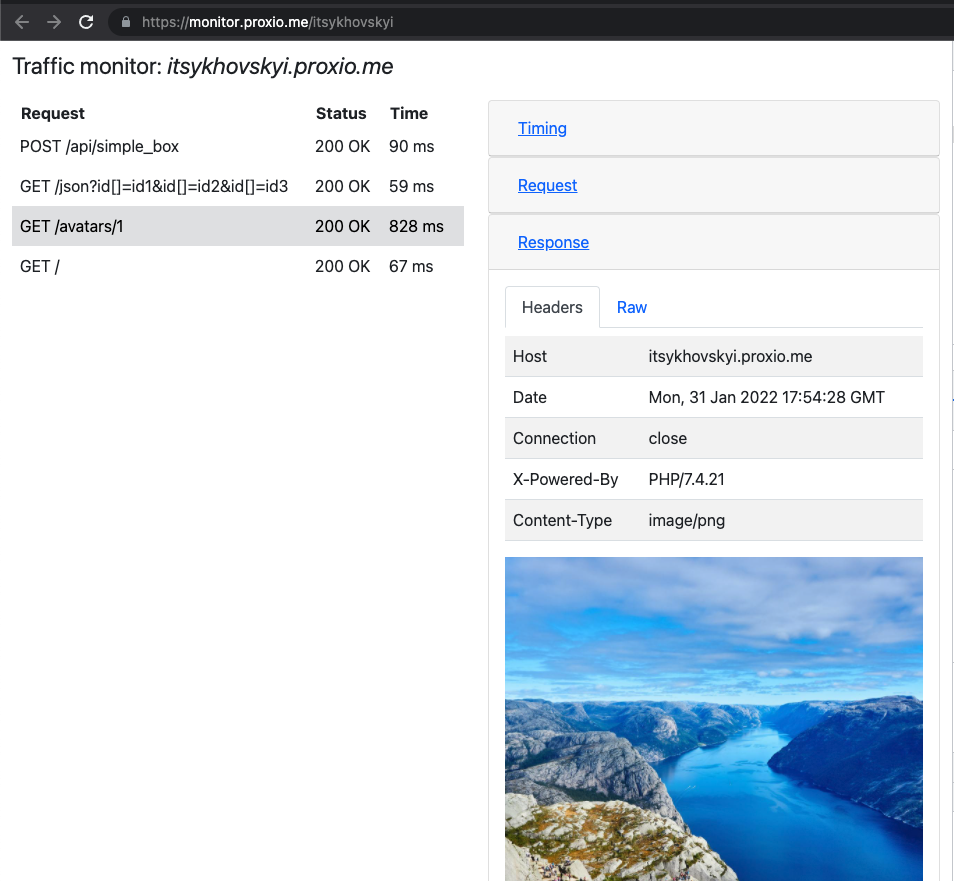 https://monitor.proxio.me/itsykhovskyi
Traffic monitor: itsykhovskyi.proxio.me
Request Status Time
POST /api/simple_box 200 OK 90 ms
GET /json?id[]=id1&id[]=id2&id[]=id3 200 OK 59 ms
GET /avatars/1 200 OK 828 ms
GET / 200 OK 67 ms
Timing
Request
Response
Headers Raw
Host itsykhovskyi.proxio.me
Date Mon, 31 Jan 2022 17:54:28 GMT
Connection close
X-Powered-By PHP/7.4.21
Content-Type image/png